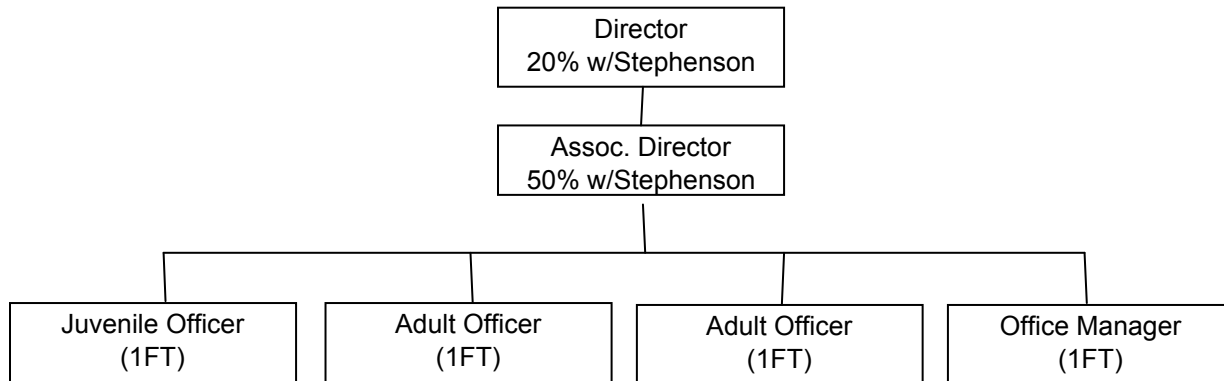 Director
20% w/Stephenson
Assoc. Director
50% w/Stephenson
Juvenile Officer
(1FT)
Adult Officer
(1FT)
Adult Officer
(1FT)
Office Manager
(1FT)